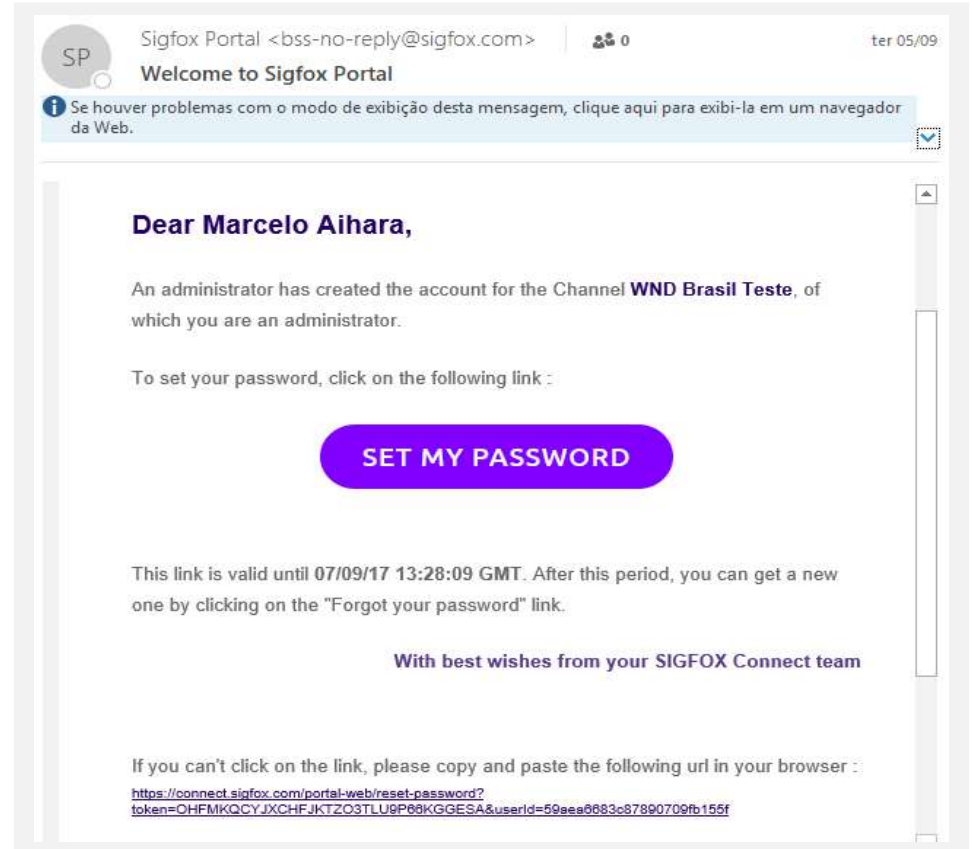 SP
Sigfox Portal <bss-no-reply@sigfox.com>
0
ter 05/09
Welcome to Sigfox Portal
Se houver problemas com o modo de exibição desta mensagem, clique aqui para exibi-la em um navegador
da Web.
Dear Marcelo Aihara,
An administrator has created the account for the Channel WND Brasil Teste, of
which you are an administrator.
To set your password, click on the following link :
SET MY PASSWORD
This link is valid until 07/09/17 13:28:09 GMT. After this period, you can get a new
one by clicking on the "Forgot your password" link.
With best wishes from your SIGFOX Connect team
If you can't click on the link, please copy and paste the following url in your browser :
https://connect.sigfox.com/portal-web/reset-password?
token=OHFMKQCYJXCHFJKTZO3TLU9P66KGGESA&userId=59aea6683c87890709fb155f